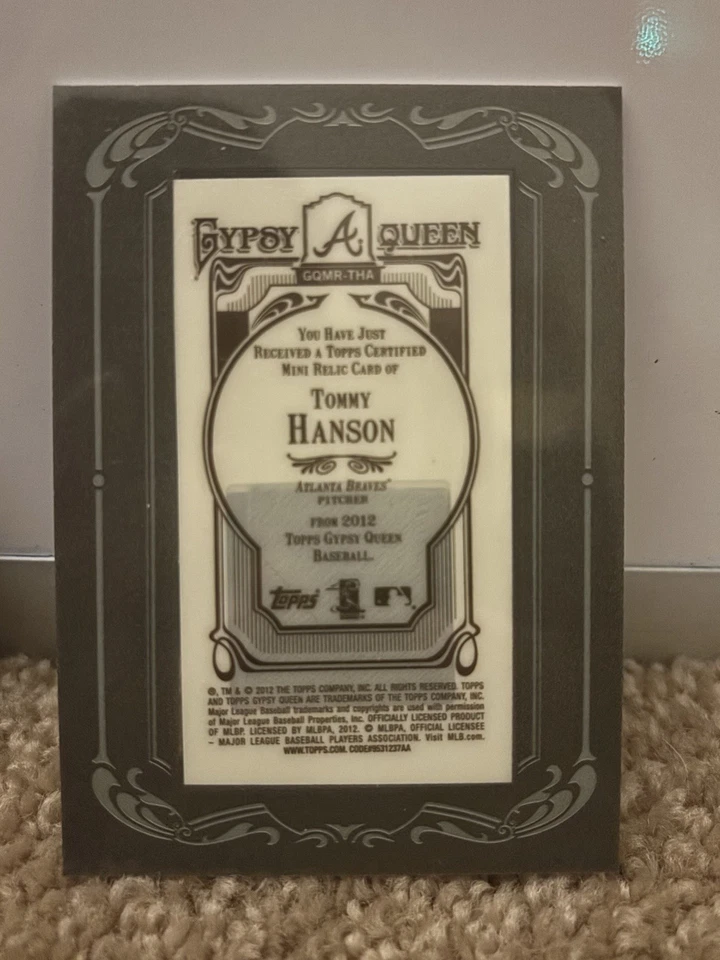 GYPSY A QUEEN
GQMR-THA
YOU HAVE JUST
RECEIVED A TOPPS CERTIFIED
MINI RELIC CARD OF
TOMMY
HANSON
ATLANTA BRAVES®
PITCHER
FROM 2012
TOPPS GYPSY QUEEN
BASEBALL.
topps®
®, TM & © 2012 THE TOPPS COMPANY, INC. ALL RIGHTS RESERVED. TOPPS
AND TOPPS GYPSY QUEEN ARE TRADEMARKS OF THE TOPPS COMPANY, INC.
Major League Baseball trademarks and copyrights are used with permission
of Major League Baseball Properties, Inc. OFFICIALLY LICENSED PRODUCT
OF MLBP. LICENSED BY MLBPA, 2012. © MLBPA, OFFICIAL LICENSEE
– MAJOR LEAGUE BASEBALL PLAYERS ASSOCIATION. Visit MLB.com.
WWW.TOPPS.COM. CODE#9531237AA